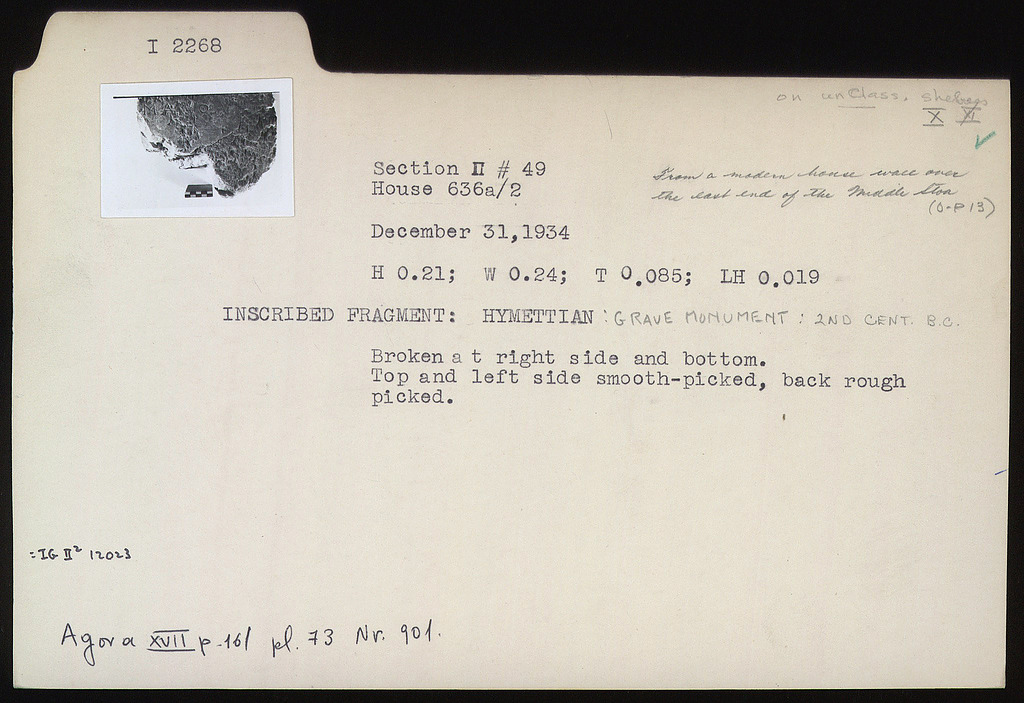 I 2268
on unClass. shelves
X XI
Section Π # 49
House 636a/2
From a modern house wall over
the east end of the Middle Stoa
(O-P 13)
December 31,1934
H 0.21; W 0.24; T 0.085; LH 0.019
INSCRIBED FRAGMENT: HYMETTIAN : GRAVE MONUMENT : 2ND CENT. B.C.
Broken at right side and bottom.
Top and left side smooth-picked, back rough
picked.
=IG II² 12023
Agora XVII p.161 pl. 73 Nr. 901.